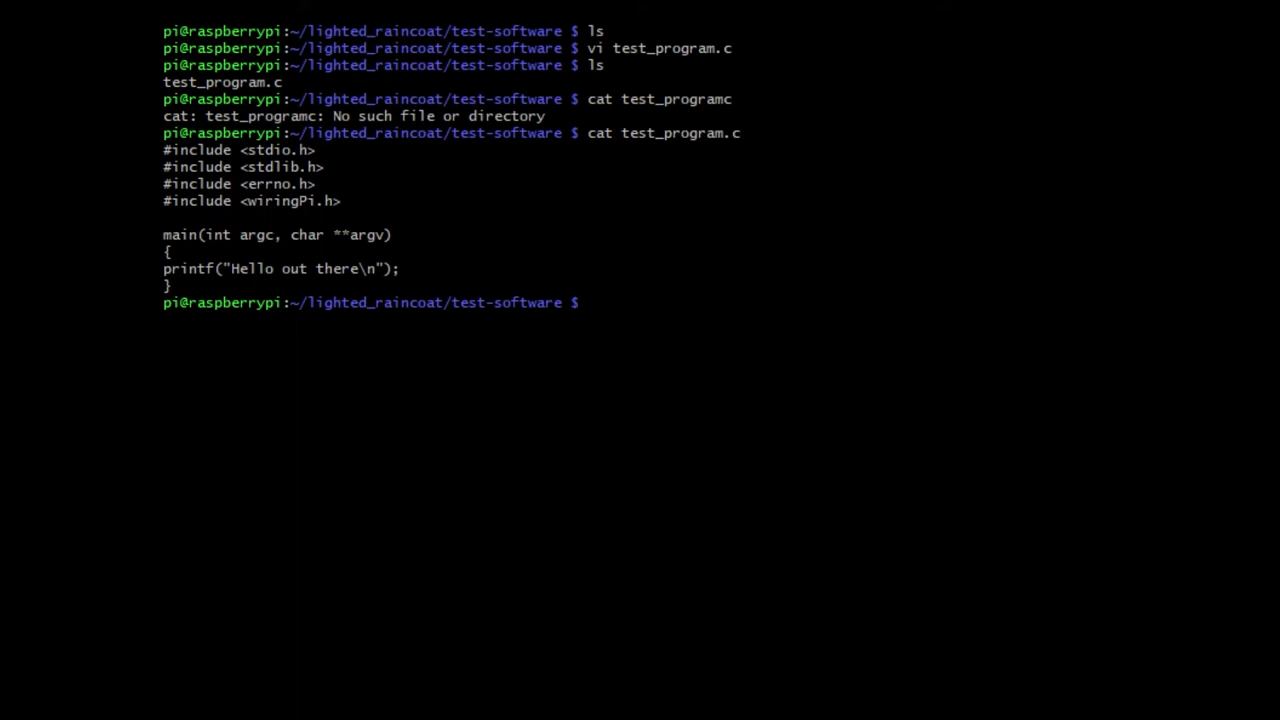 pi@raspberrypi:~/lighted_raincoat/test-software $ ls
pi@raspberrypi:~/lighted_raincoat/test-software $ vi test_program.c
pi@raspberrypi:~/lighted_raincoat/test-software $ ls
test_program.c
pi@raspberrypi:~/lighted_raincoat/test-software $ cat test_programc
cat: test_programc: No such file or directory
pi@raspberrypi:~/lighted_raincoat/test-software $ cat test_program.c
#include <stdio.h>
#include <stdlib.h>
#include <errno.h>
#include <wiringPi.h>
main(int argc, char **argv)
{
printf("Hello out there\n");
}
pi@raspberrypi:~/lighted_raincoat/test-software $